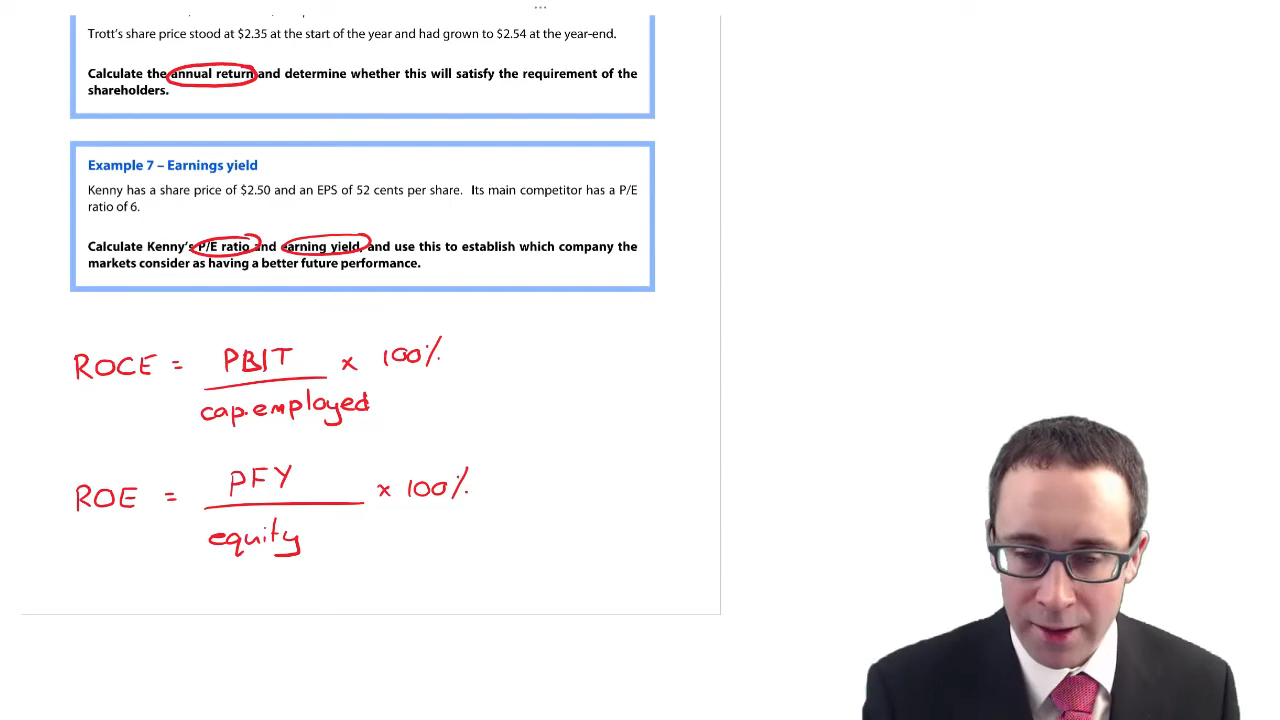 Trott's share price stood at $2.35 at the start of the year and had grown to $2.54 at the year-end.
Calculate the annual return and determine whether this will satisfy the requirement of the
shareholders.
Example 7 – Earnings yield
Kenny has a share price of $2.50 and an EPS of 52 cents per share. Its main competitor has a P/E
ratio of 6.
Calculate Kenny's P/E ratio and earning yield, and use this to establish which company the
markets consider as having a better future performance.
ROCE = PBIT x 100%
cap.employed
ROE = PFY x 100%
equity